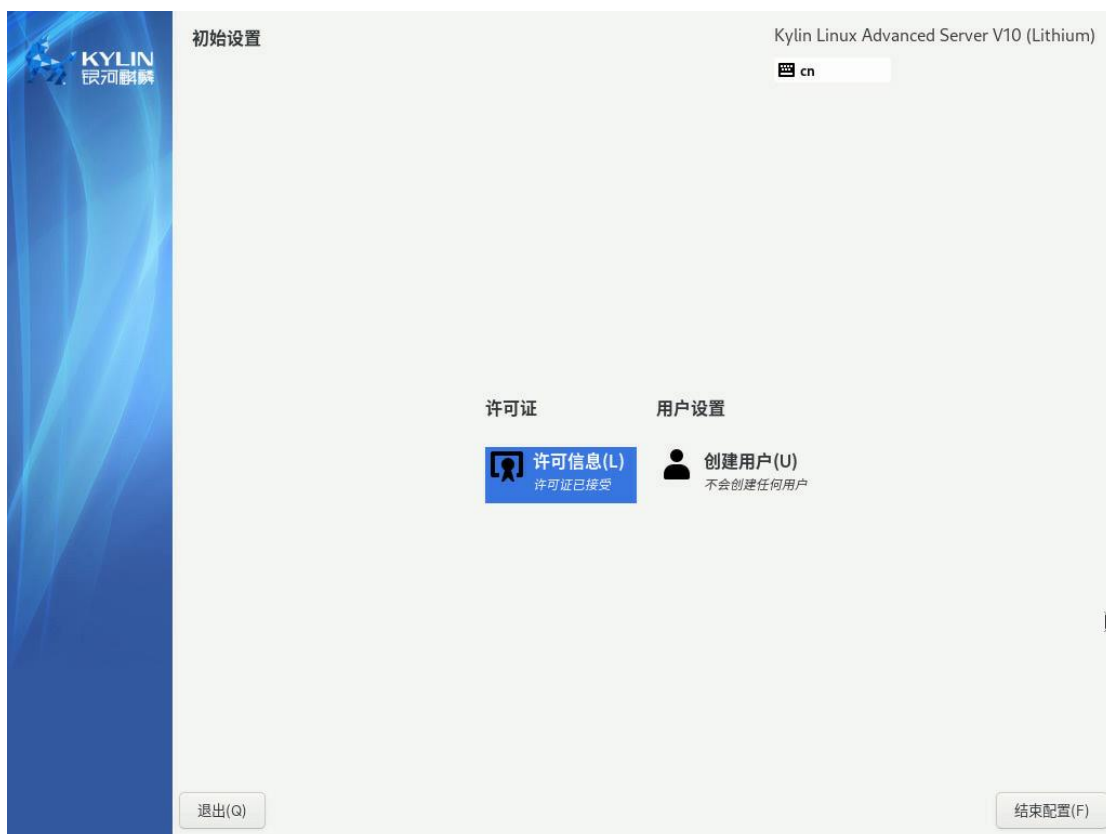 KYLIN
银河麒麟
初始设置
Kylin Linux Advanced Server V10 (Lithium)
cn
许可证
用户设置
许可信息(L)
许可证已接受
创建用户(U)
不会创建任何用户
退出(Q)
结束配置(F)